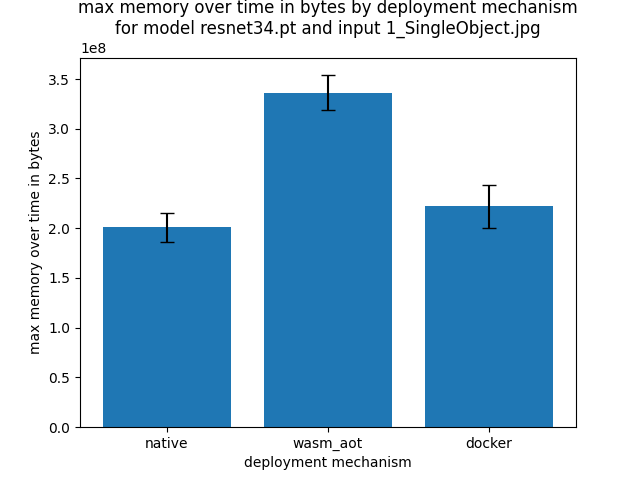 max memory over time in bytes by deployment mechanism
for model resnet34.pt and input 1_SingleObject.jpg
1e8
3.5
3.0
2.5
2.0
1.5
1.0
0.5
0.0
max memory over time in bytes
native
wasm_aot
docker
deployment mechanism